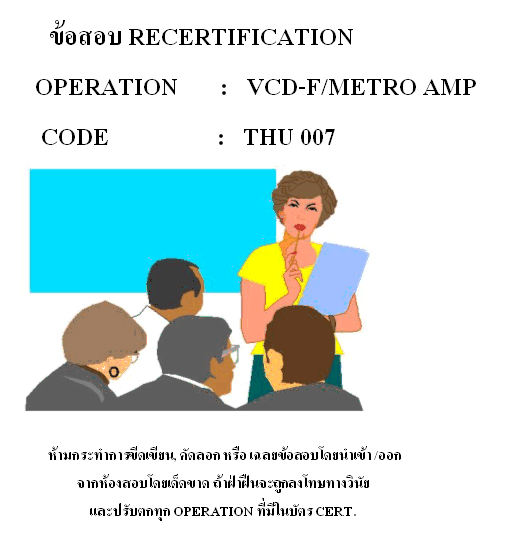 ข้อสอบ RECERTIFICATION
OPERATION : VCD-F/METRO AMP
CODE : THU 007
ห้ามกระทำการขีดเขียน, คัดลอก หรือ เฉลยข้อสอบโดยนำเข้า /ออก
จากห้องสอบโดยเด็ดขาด ถ้าฝ่าฝืนจะถูกลงโทษทางวินัย
และปรับตกทุก OPERATION ที่มีในบัตร CERT.